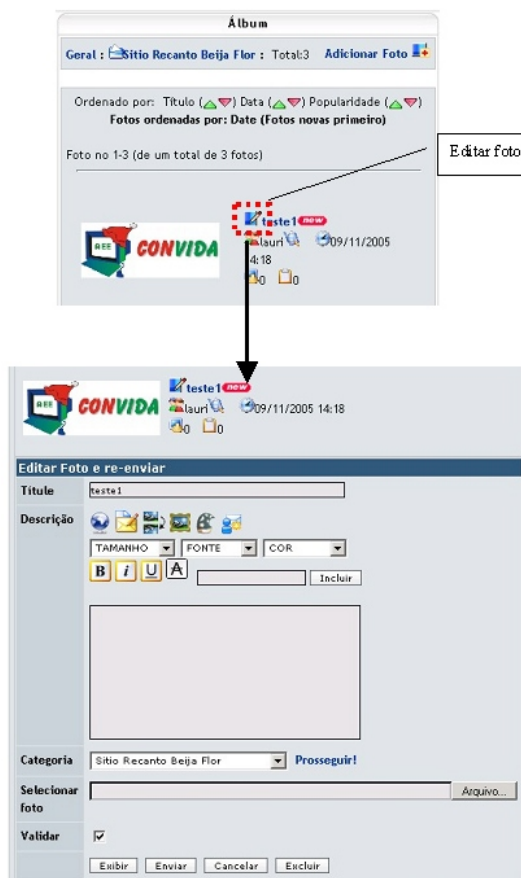 Álbum
Geral : Sitio Recanto Beija Flor : Total:3 Adicionar Foto
Ordenado por: Título ( ) Data ( ) Popularidade ( )
Fotos ordenadas por: Date (Fotos novas primeiro)
Foto no 1-3 (de um total de 3 fotos)
Editar foto
REE CONVIDA
teste1 new
lauri 09/11/2005
14:18
0 0
REE CONVIDA
teste1 new
lauri 09/11/2005 14:18
0 0
Editar Foto e re-enviar
Títule teste1
Descrição
TAMANHO FONTE COR
B i U A Incluir
Categoria Sitio Recanto Beija Flor Prosseguir!
Selecionar foto Arquivo...
Validar
Exibir Enviar Cancelar Excluir